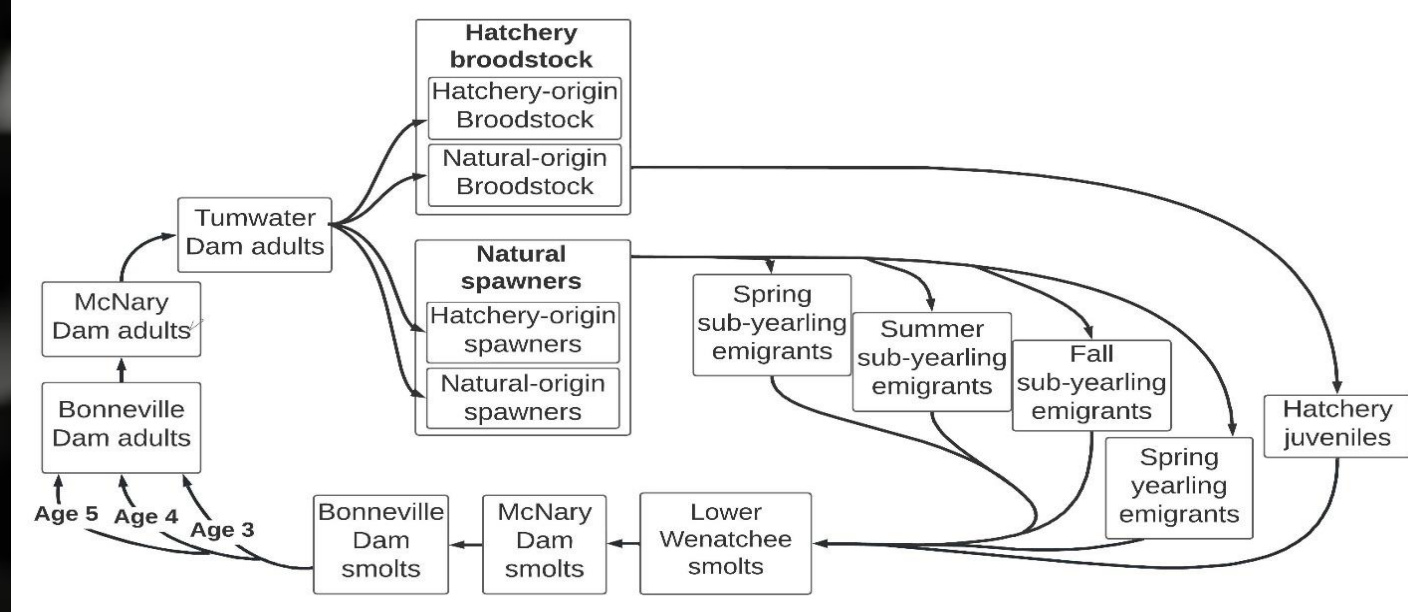 Hatchery
broodstock
Hatchery-origin
Broodstock
Natural-origin
Broodstock
Tumwater
Dam adults
Natural
spawners
Hatchery-origin
spawners
Natural-origin
spawners
McNary
Dam adults
Bonneville
Dam adults
Spring
sub-yearling
emigrants
Summer
sub-yearling
emigrants
Fall
sub-yearling
emigrants
Spring
yearling
emigrants
Hatchery
juveniles
Age 5
Age 4
Age 3
Bonneville
Dam
smolts
McNary
Dam
smolts
Lower
Wenatchee
smolts